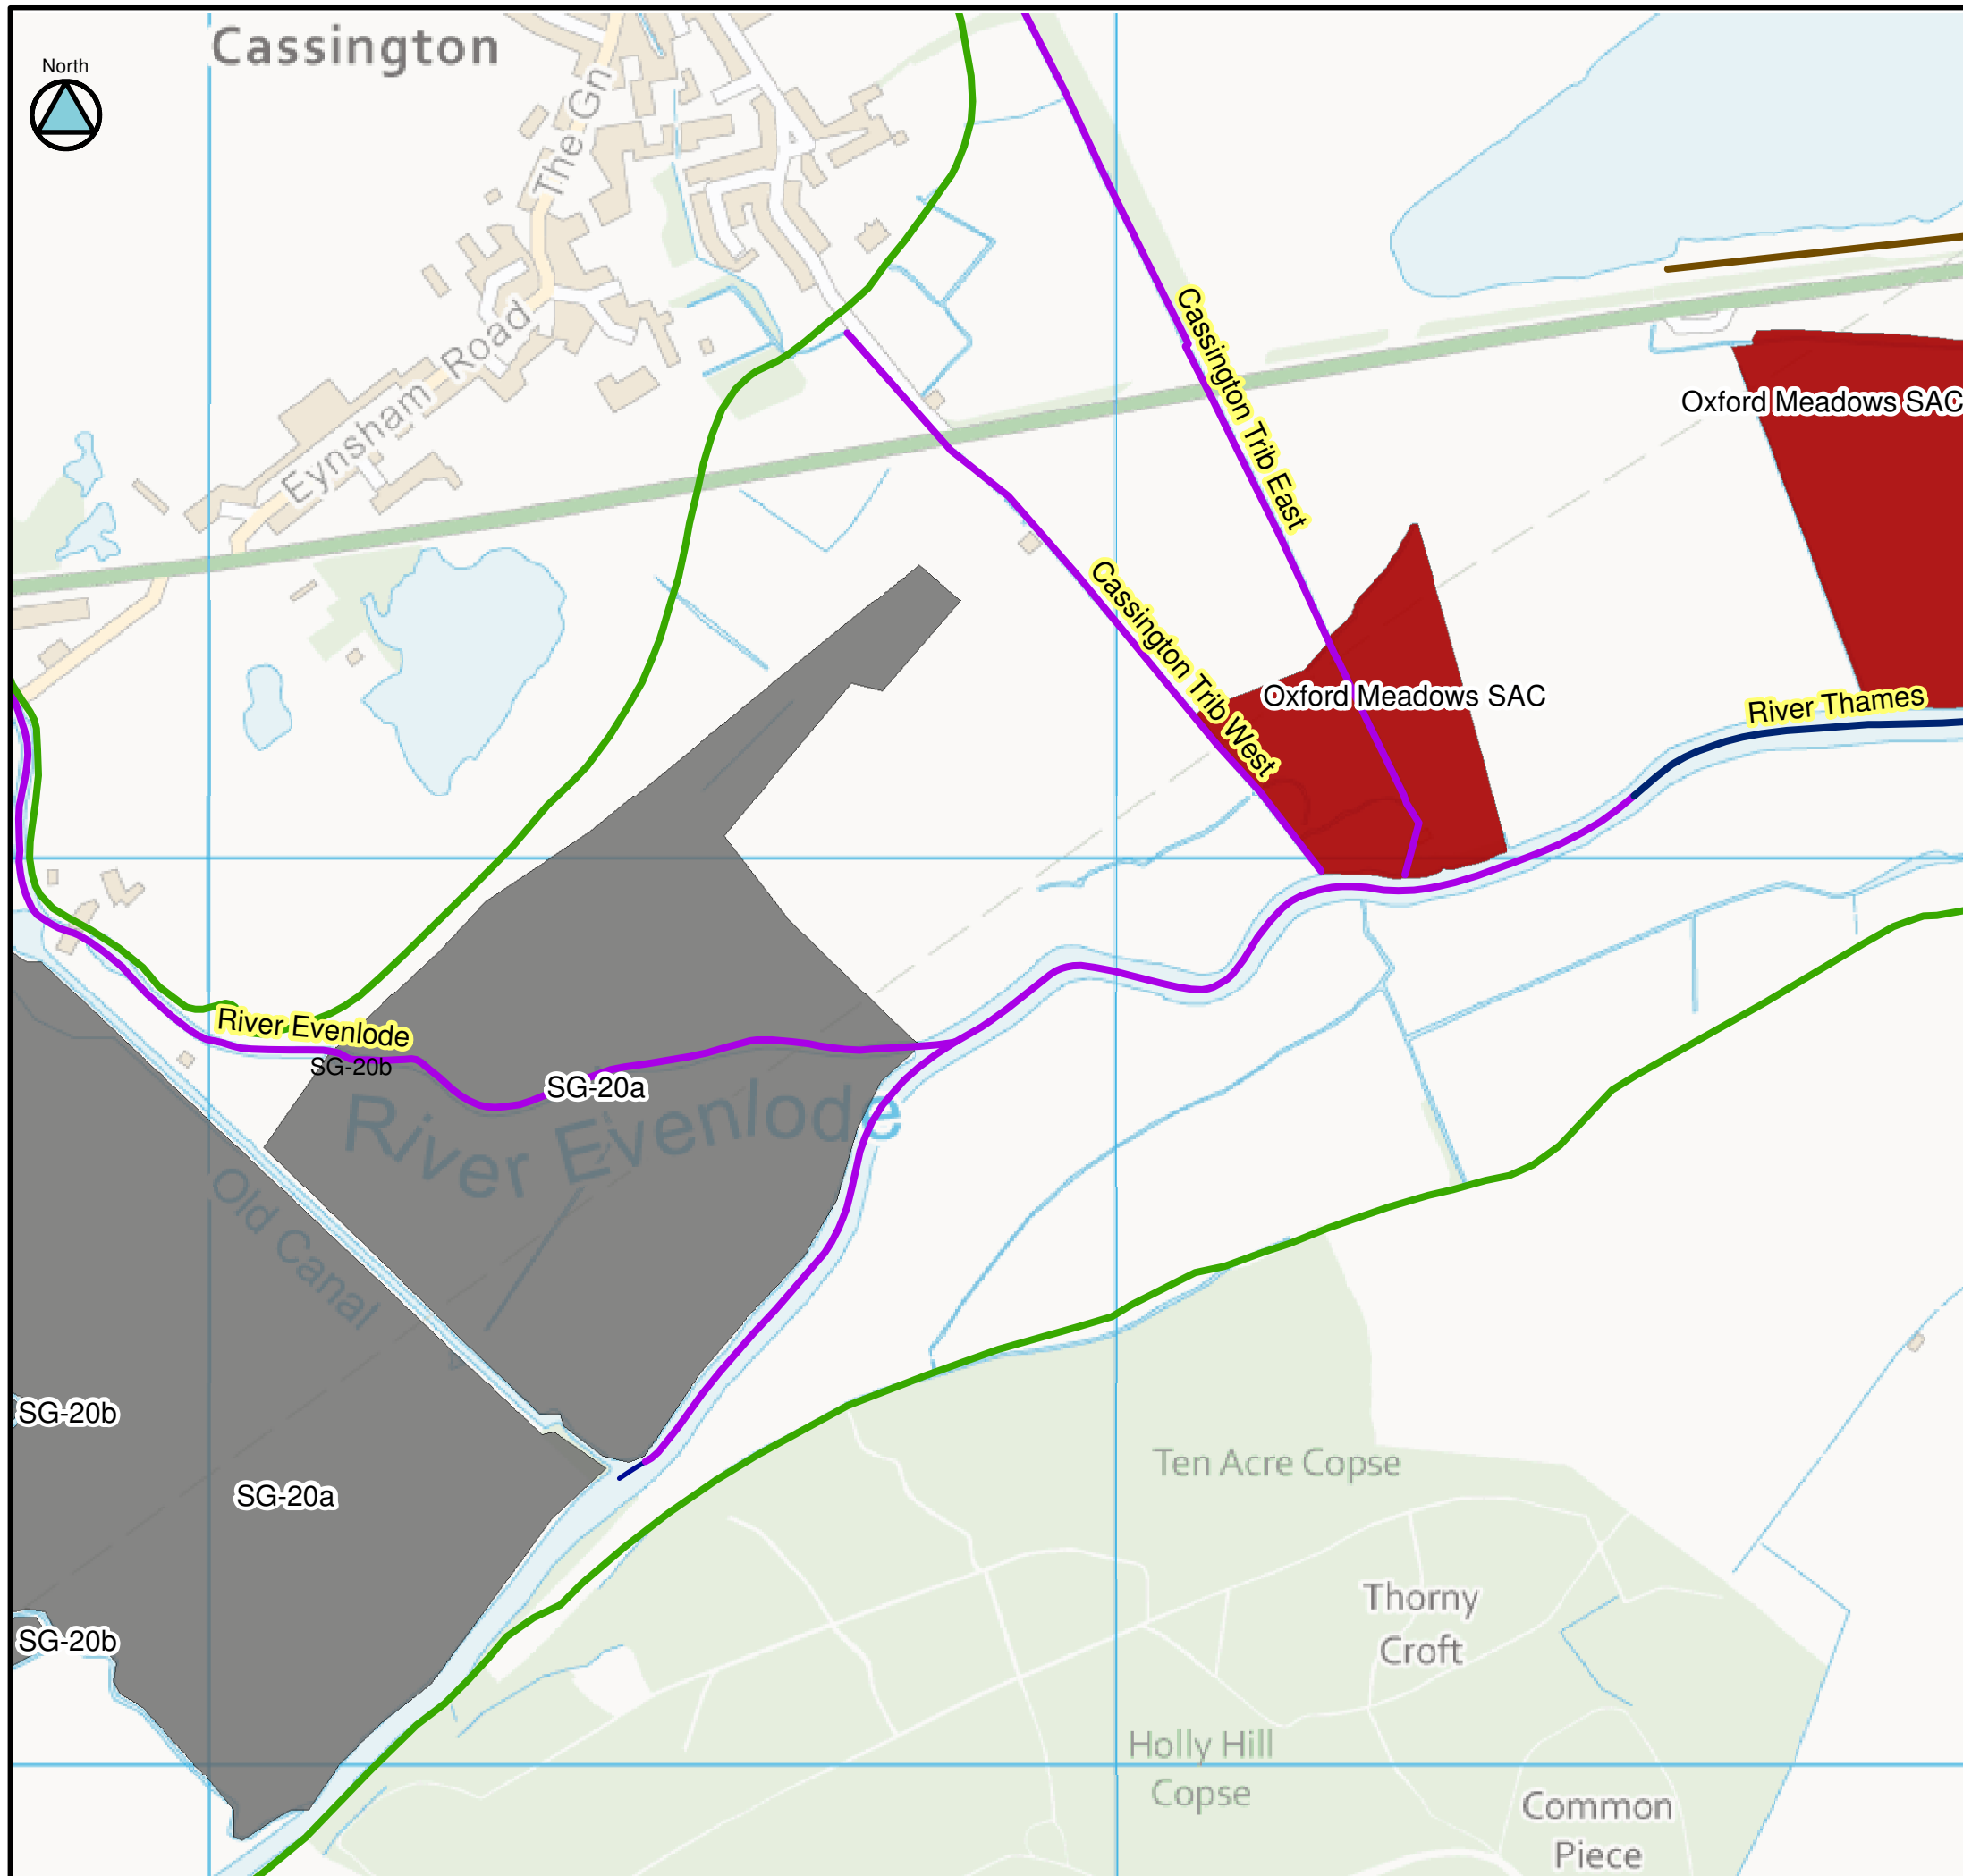 Cassington
North
The Gn
Eynsham Road
Cassington Trib East
Oxford Meadows SAC
Cassington Trib West
Oxford Meadows SAC
River Thames
River Evenlode
SG-20b
SG-20a
River Evenlode
Old Canal
SG-20b
SG-20a
Ten Acre Copse
Thorny
Croft
SG-20b
Holly Hill
Copse
Common
Piece